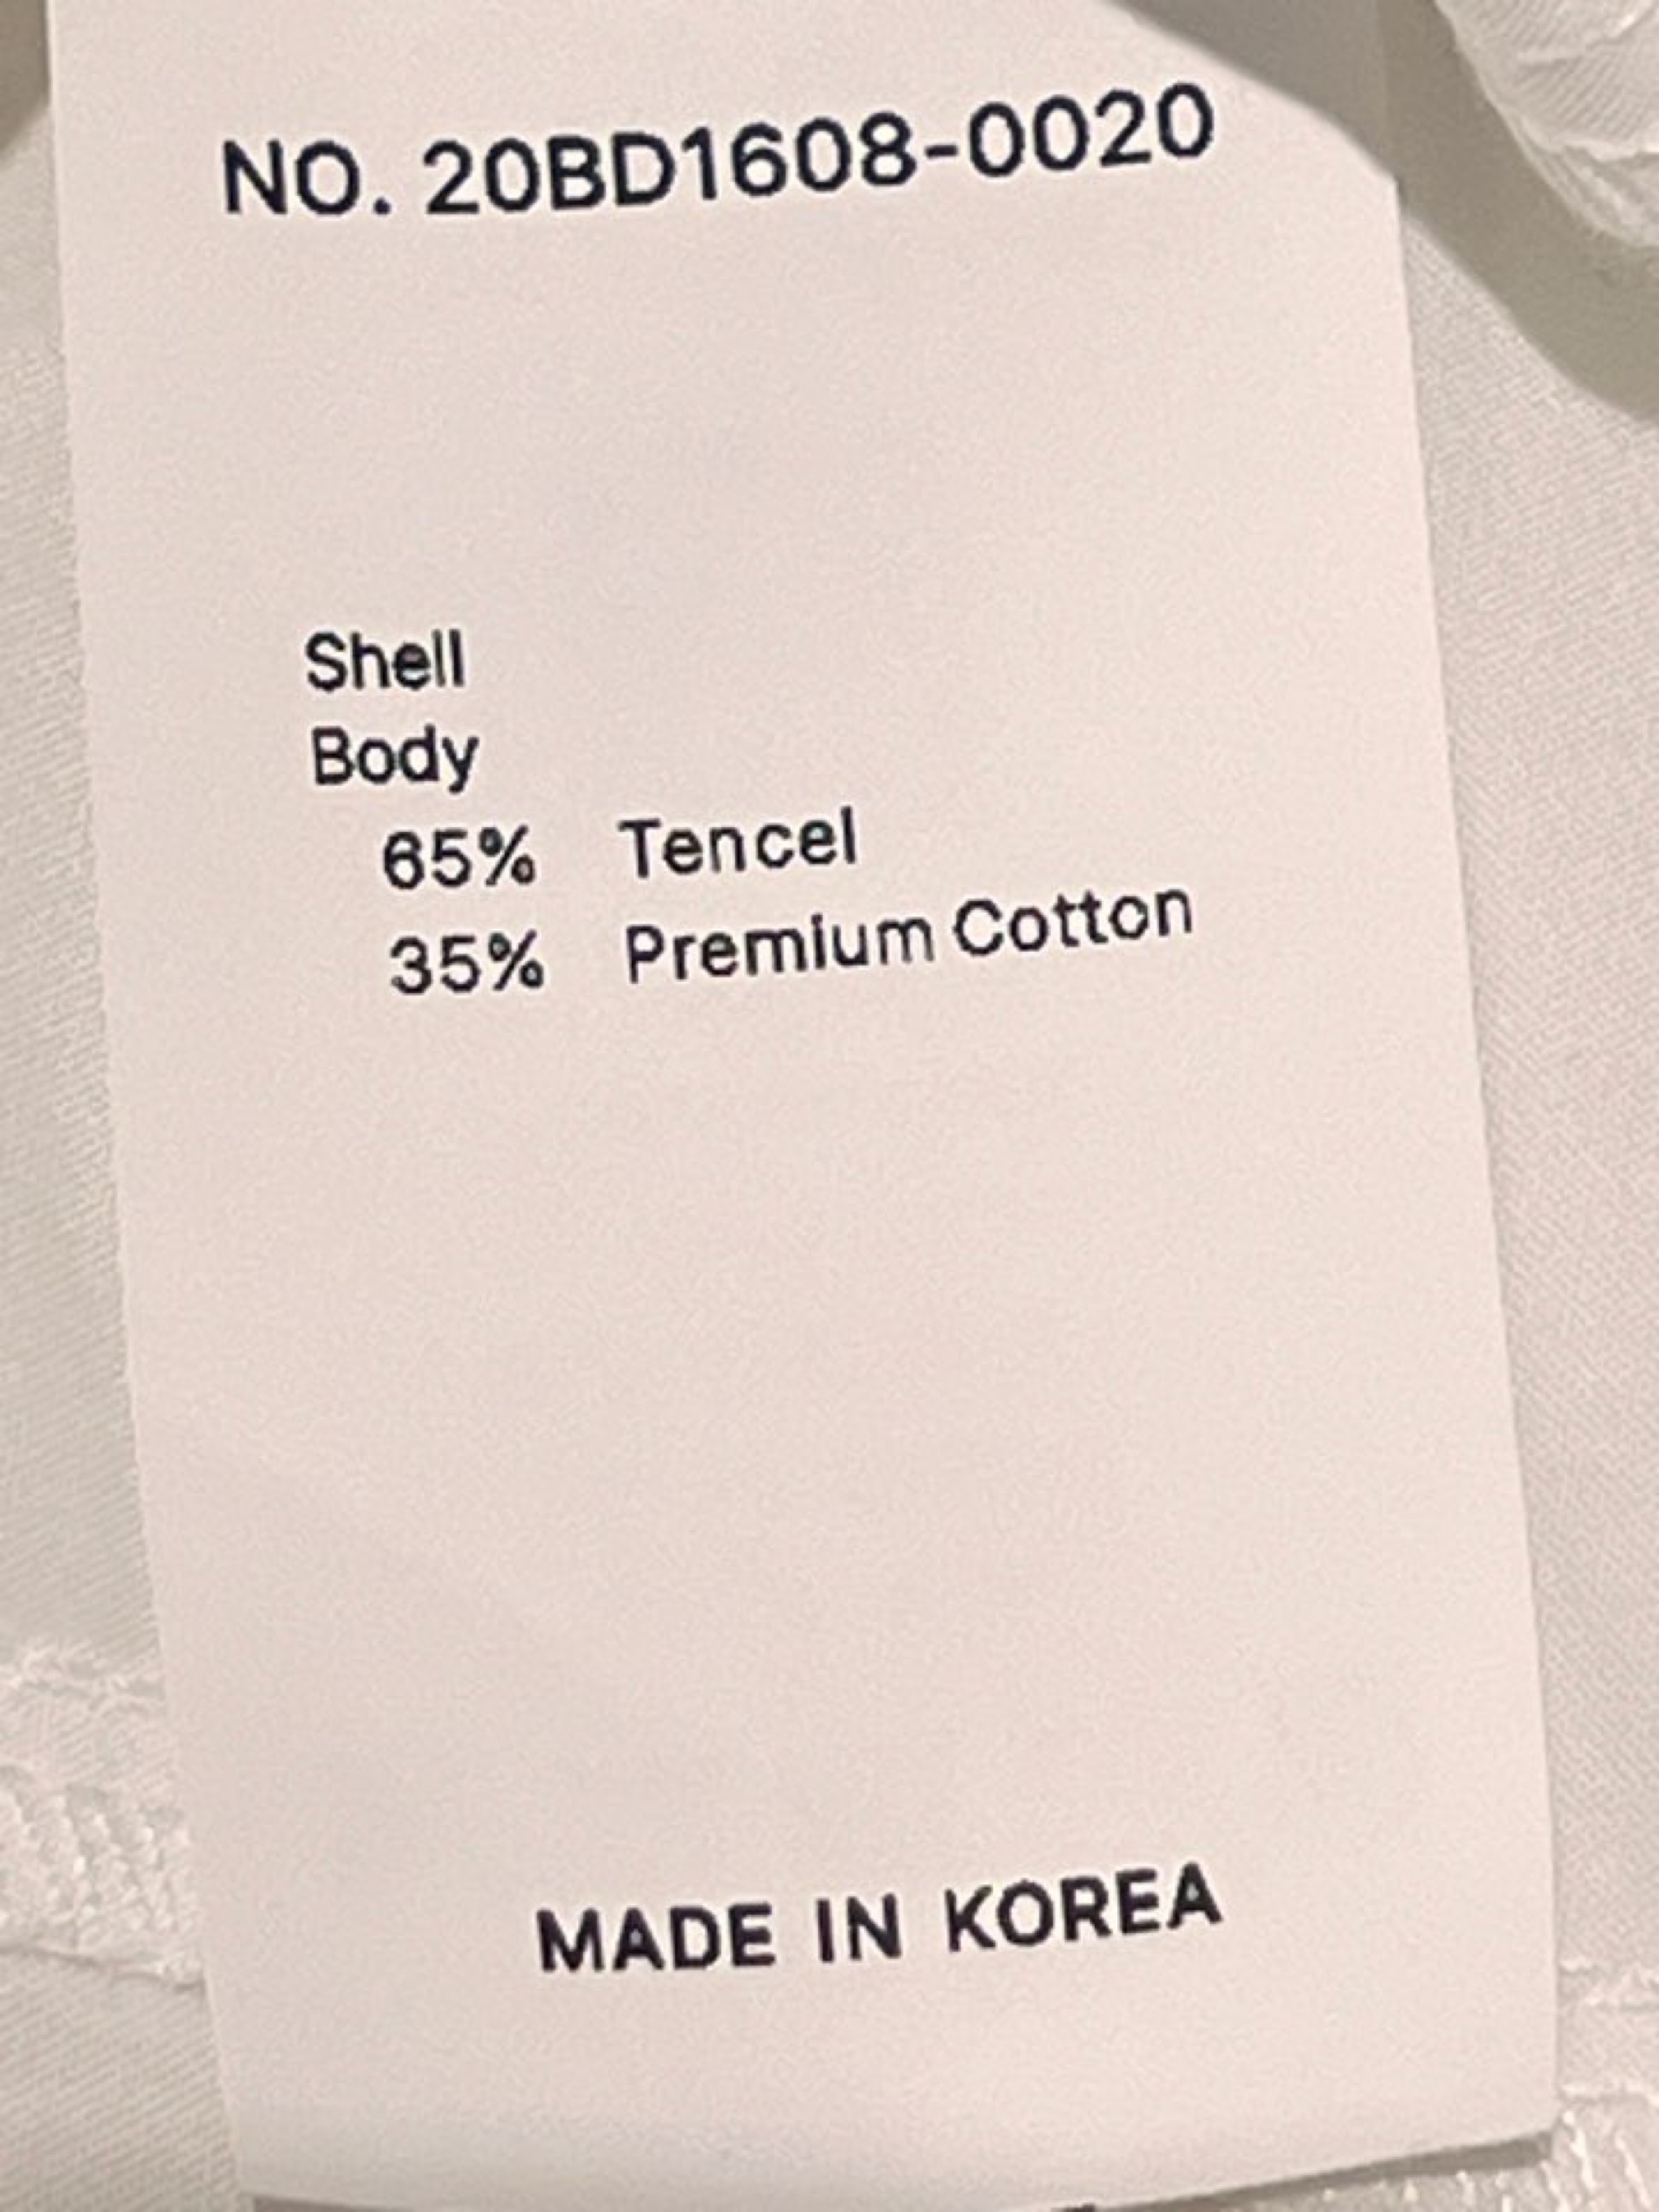 NO. 20BD1608-0020
Shell
Body
65% Tencel
35% Premium Cotton
MADE IN KOREA